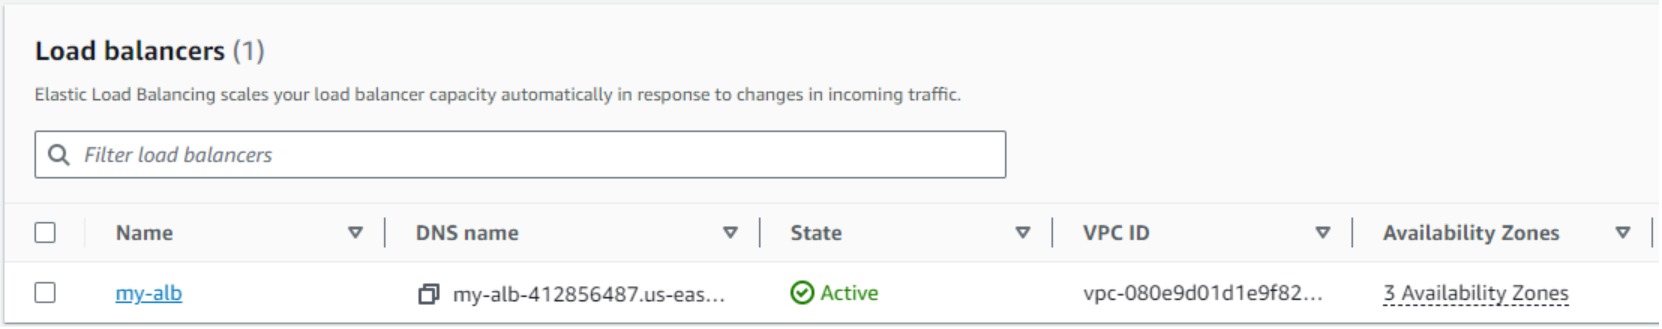 Load balancers (1)
Elastic Load Balancing scales your load balancer capacity automatically in response to changes in incoming traffic.
Filter load balancers
Name DNS name State VPC ID Availability Zones
my-alb my-alb-412856487.us-eas... Active vpc-080e9d01d1e9f82... 3 Availability Zones